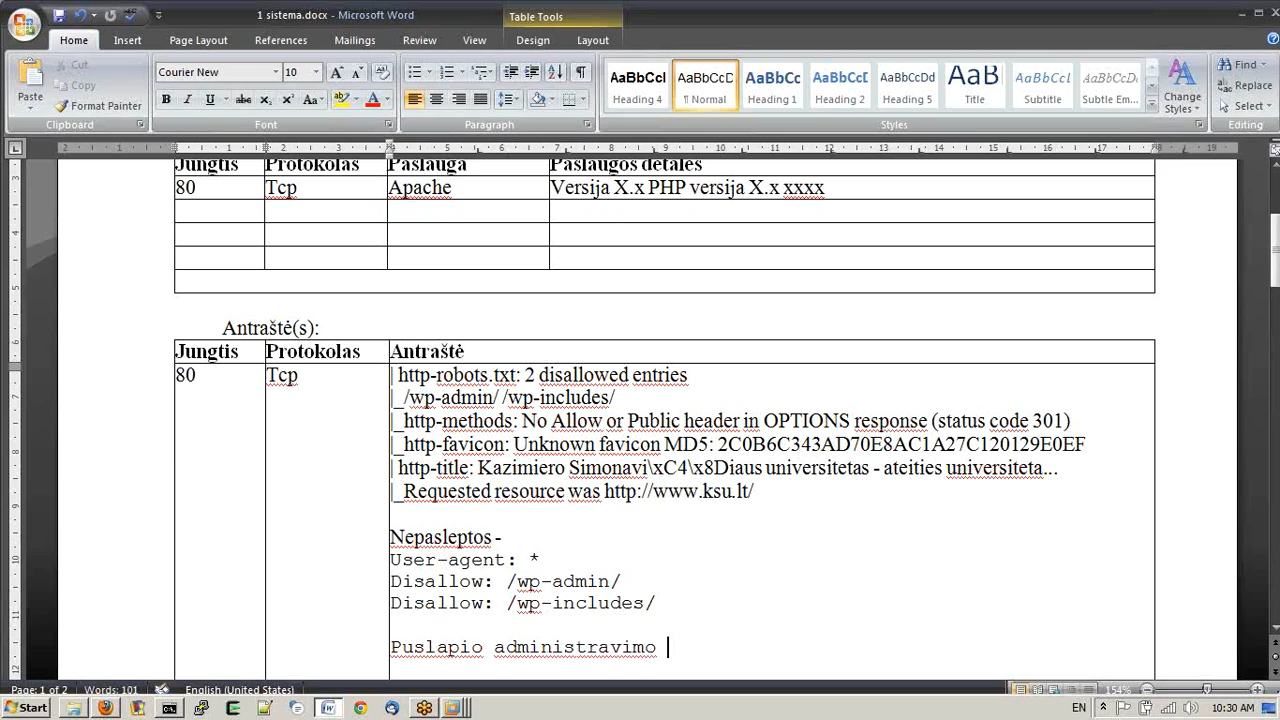 1 sistema.docx - Microsoft Word
Table Tools
Home Insert Page Layout References Mailings Review View Design Layout
Paste
Cut
Copy
Format Painter
Courier New 10
AaBbCcI AaBbCcD AaBbCc AaBbCc AaBbCcDd AaB AaBbCcl AaBbCcDd
Heading 4 ¶ Normal Heading 1 Heading 2 Heading 5 Title Subtitle Subtle Em...
Change Styles
Find
Replace
Select
Clipboard Font Paragraph Styles Editing
Jungtis Protokolas Paslauga Paslaugos detalės
80 Tcp Apache Versija X.x PHP versija X.x xxxx
Antraštė(s):
Jungtis Protokolas Antraštė
80 Tcp | http-robots.txt: 2 disallowed entries
|_/wp-admin/ /wp-includes/
|_http-methods: No Allow or Public header in OPTIONS response (status code 301)
|_http-favicon: Unknown favicon MD5: 2C0B6C343AD70E8AC1A27C120129E0EF
| http-title: Kazimiero Simonavi\xC4\x8Diaus universitetas - ateities universiteta...
|_Requested resource was http://www.ksu.lt/
Nepasleptos -
User-agent: *
Disallow: /wp-admin/
Disallow: /wp-includes/
Puslapio administravimo
Page: 1 of 2 Words: 101 English (United States) 154%
Start EN 10:30 AM